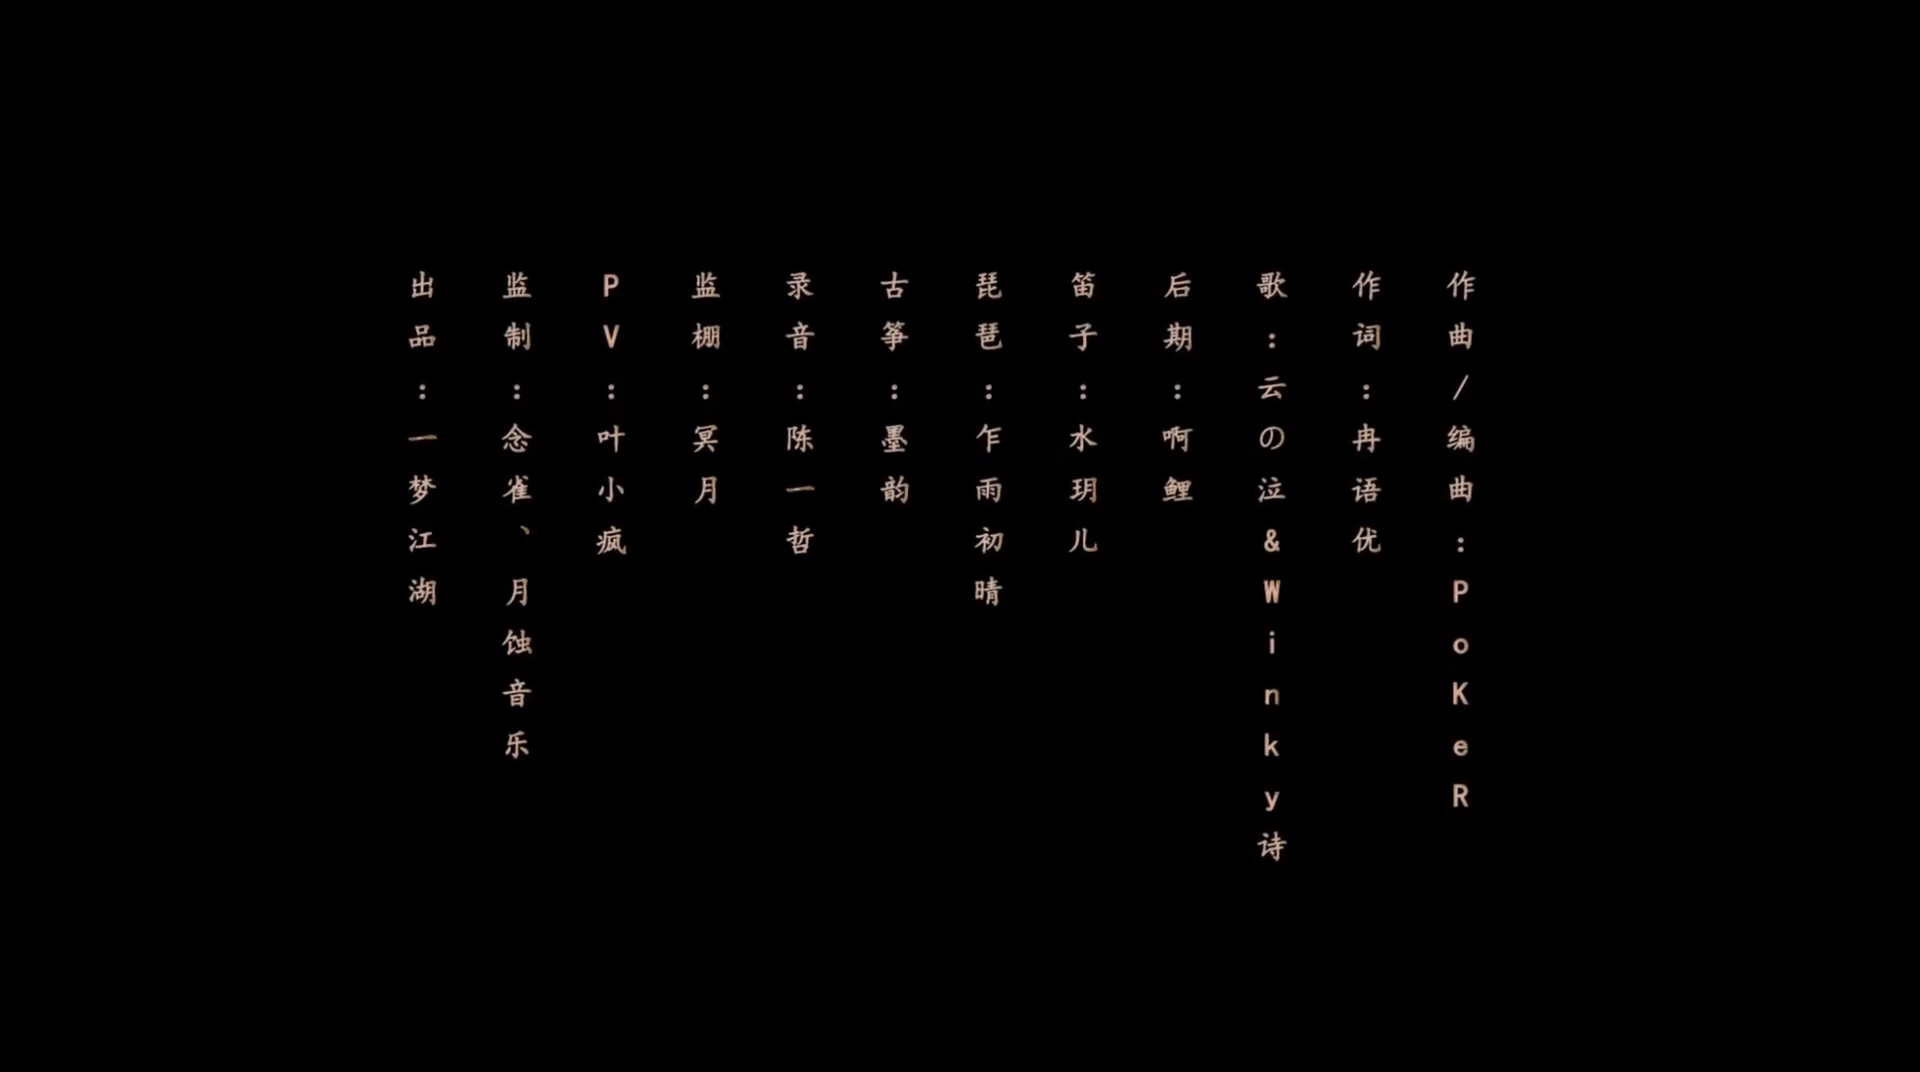 作曲/编曲：PoKeR
作词：冉语优
歌：云の泣&Winky诗
后期：啊鲤
笛子：水玥儿
琵琶：乍雨初晴
古筝：墨韵
录音：陈一哲
监棚：冥月
PV：叶小疯
监制：念雀、月蚀音乐
出品：一梦江湖